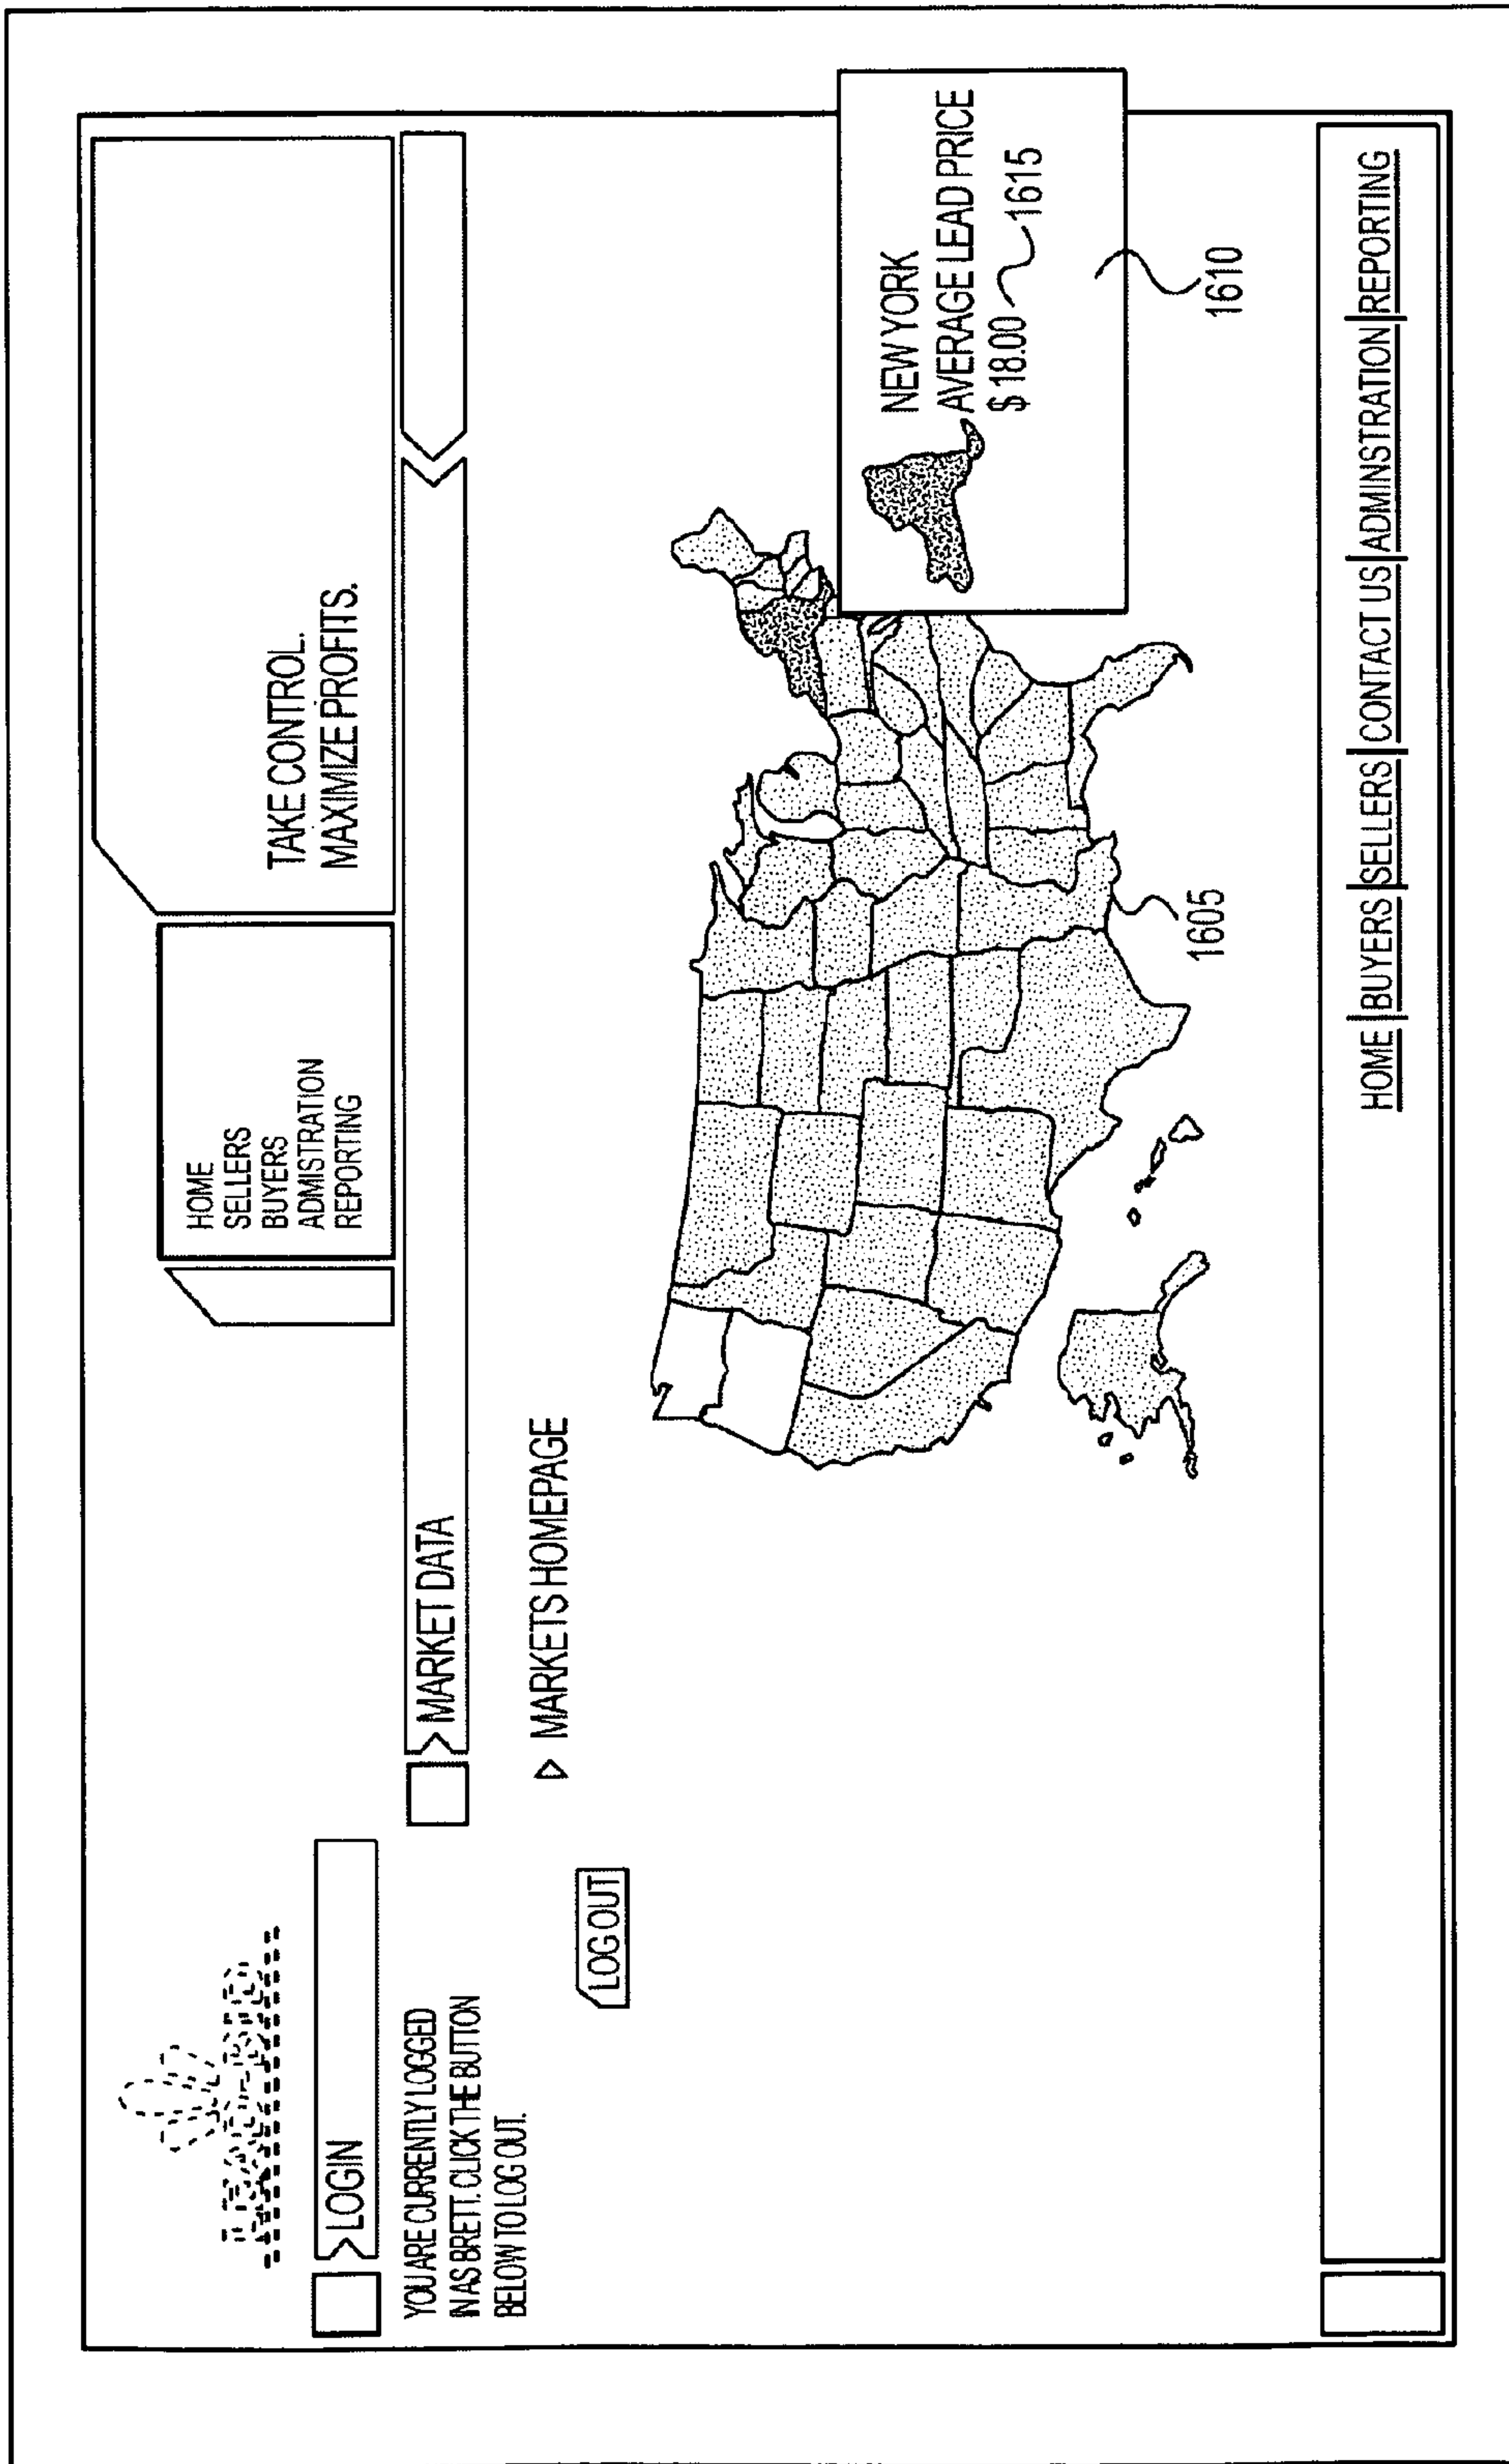 HOME
SELLERS
BUYERS
ADMISTRATION
REPORTING
TAKE CONTROL.
MAXIMIZE PROFITS.
LOGIN
YOU ARE CURRENTLY LOGGED
IN AS BRETT. CLICK THE BUTTON
BELOW TO LOG OUT.
LOG OUT
MARKET DATA
MARKETS HOMEPAGE
NEW YORK
AVERAGE LEAD PRICE
$ 18.00 1615
1610
1605
HOME | BUYERS | SELLERS | CONTACT US | ADMINSTRATION | REPORTING